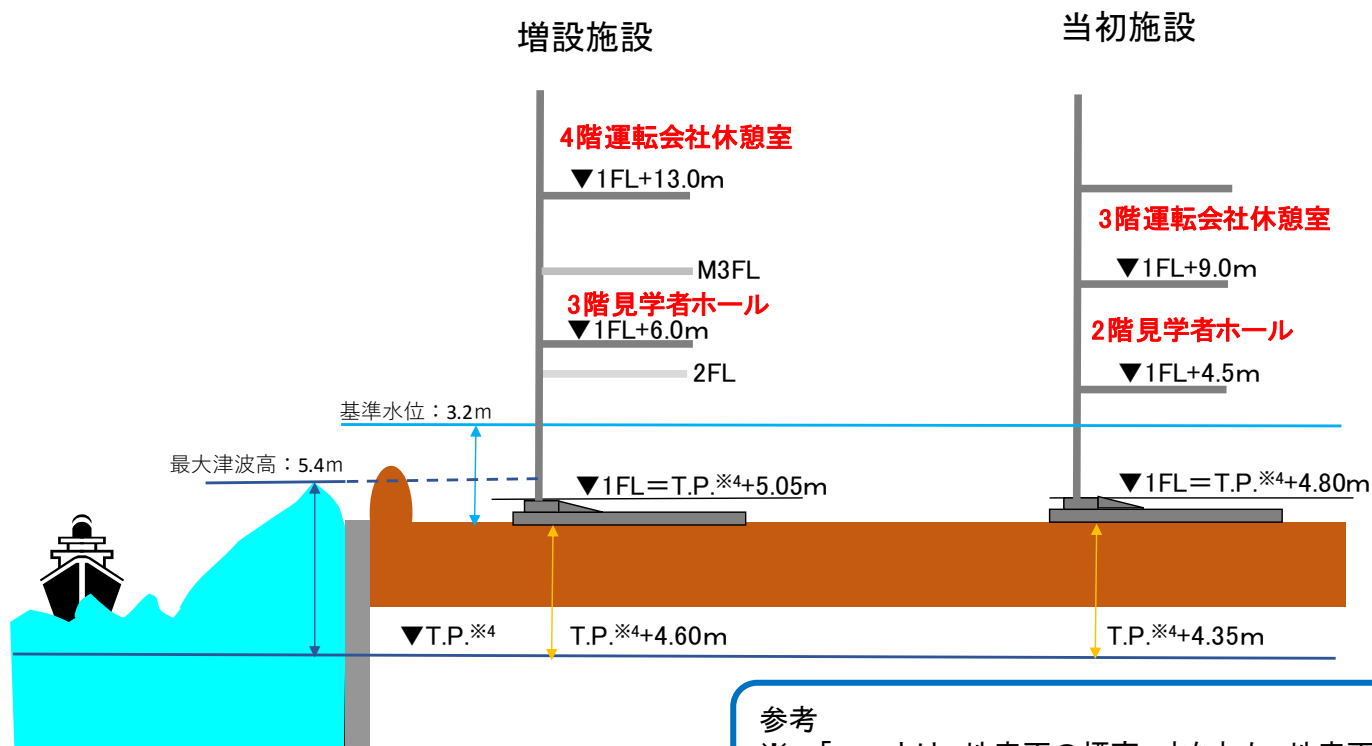 増設施設
当初施設
4階運転会社休憩室
▼1FL+13.0m
3階運転会社休憩室
M3FL
▼1FL+9.0m
3階見学者ホール
▼1FL+6.0m
2階見学者ホール
2FL
▼1FL+4.5m
基準水位：3.2m
最大津波高：5.4m
▼1FL＝T.P.※4+5.05m
▼1FL＝T.P.※4+4.80m
▼T.P.※4
T.P.※4+4.60m
T.P.※4+4.35m
参考